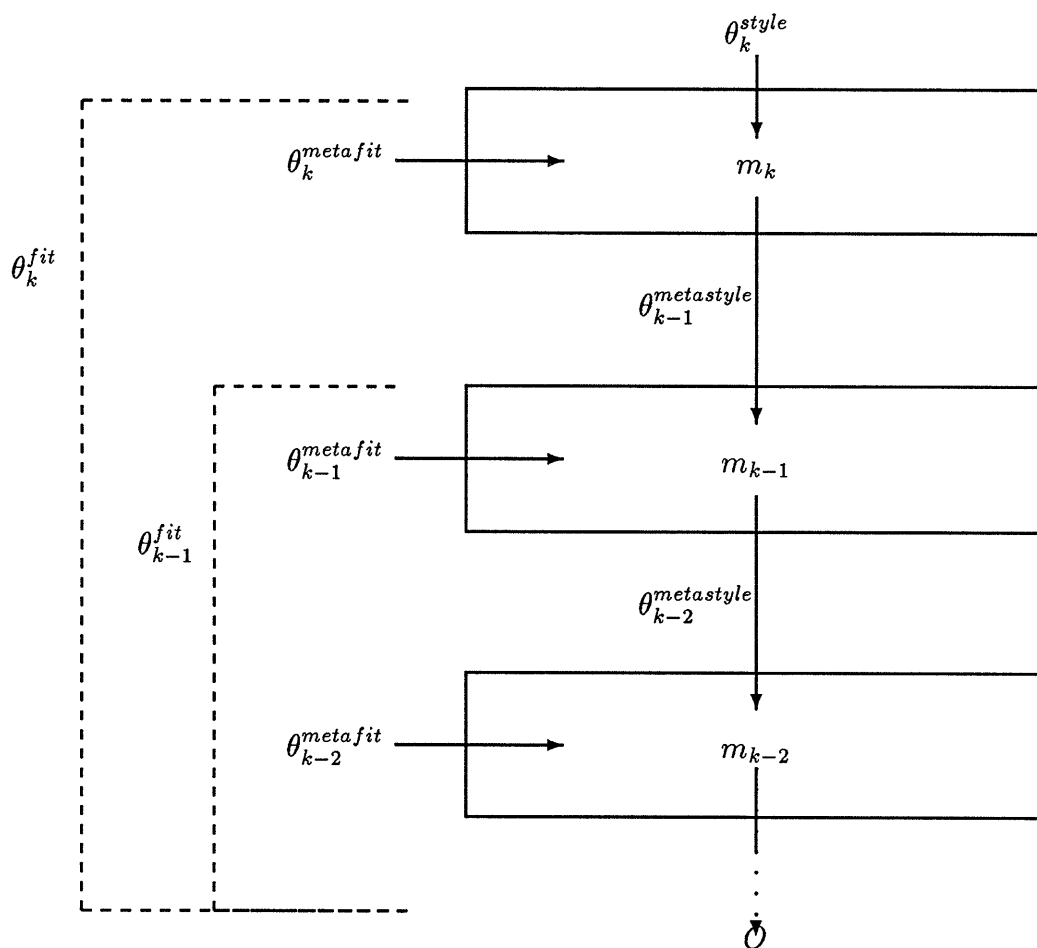 θ_k^{style}
θ_k^{metafit}
m_k
θ_k^{fit}
θ_{k-1}^{metastyle}
θ_{k-1}^{metafit}
m_{k-1}
θ_{k-1}^{fit}
θ_{k-2}^{metastyle}
θ_{k-2}^{metafit}
m_{k-2}
O